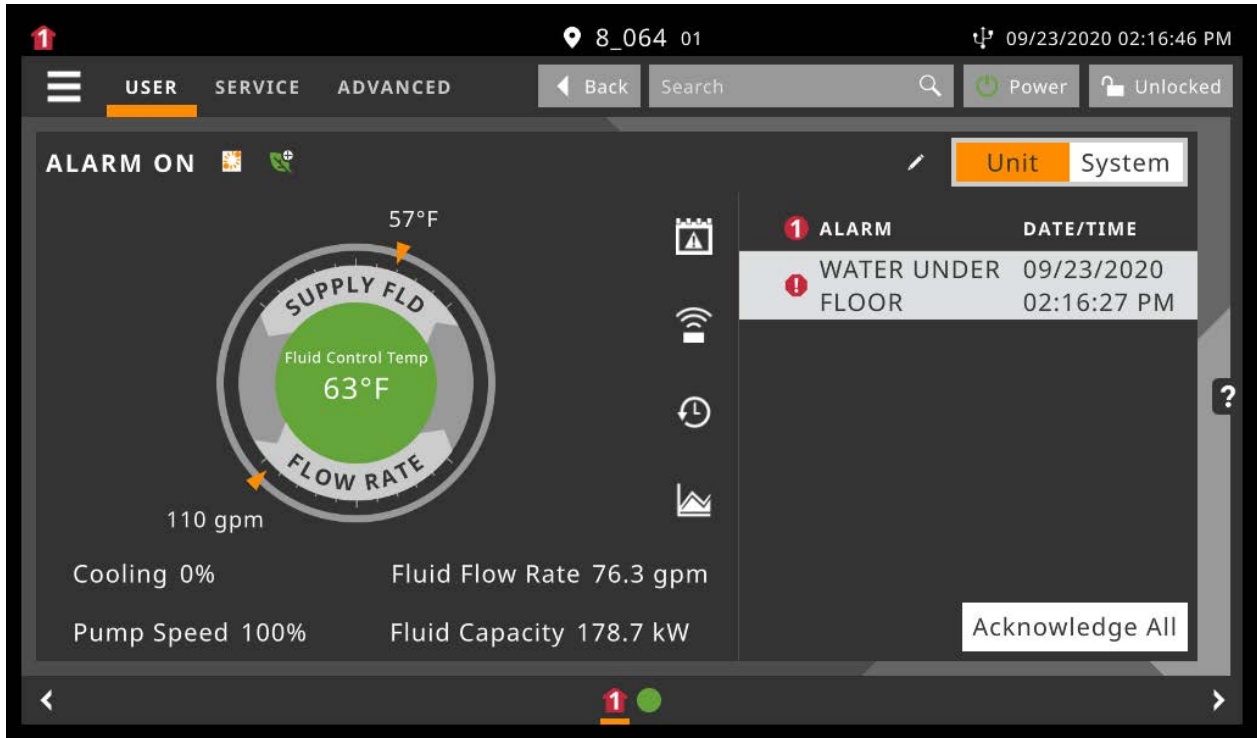 1
8_064 01
09/23/2020 02:16:46 PM
USER SERVICE ADVANCED
Back
Search
Power
Unlocked
ALARM ON
Unit System
57°F
SUPPLY FLD
Fluid Control Temp
63°F
FLOW RATE
110 gpm
Cooling 0%
Fluid Flow Rate 76.3 gpm
Pump Speed 100%
Fluid Capacity 178.7 kW
1 ALARM DATE/TIME
WATER UNDER 09/23/2020
FLOOR 02:16:27 PM
?
Acknowledge All
1